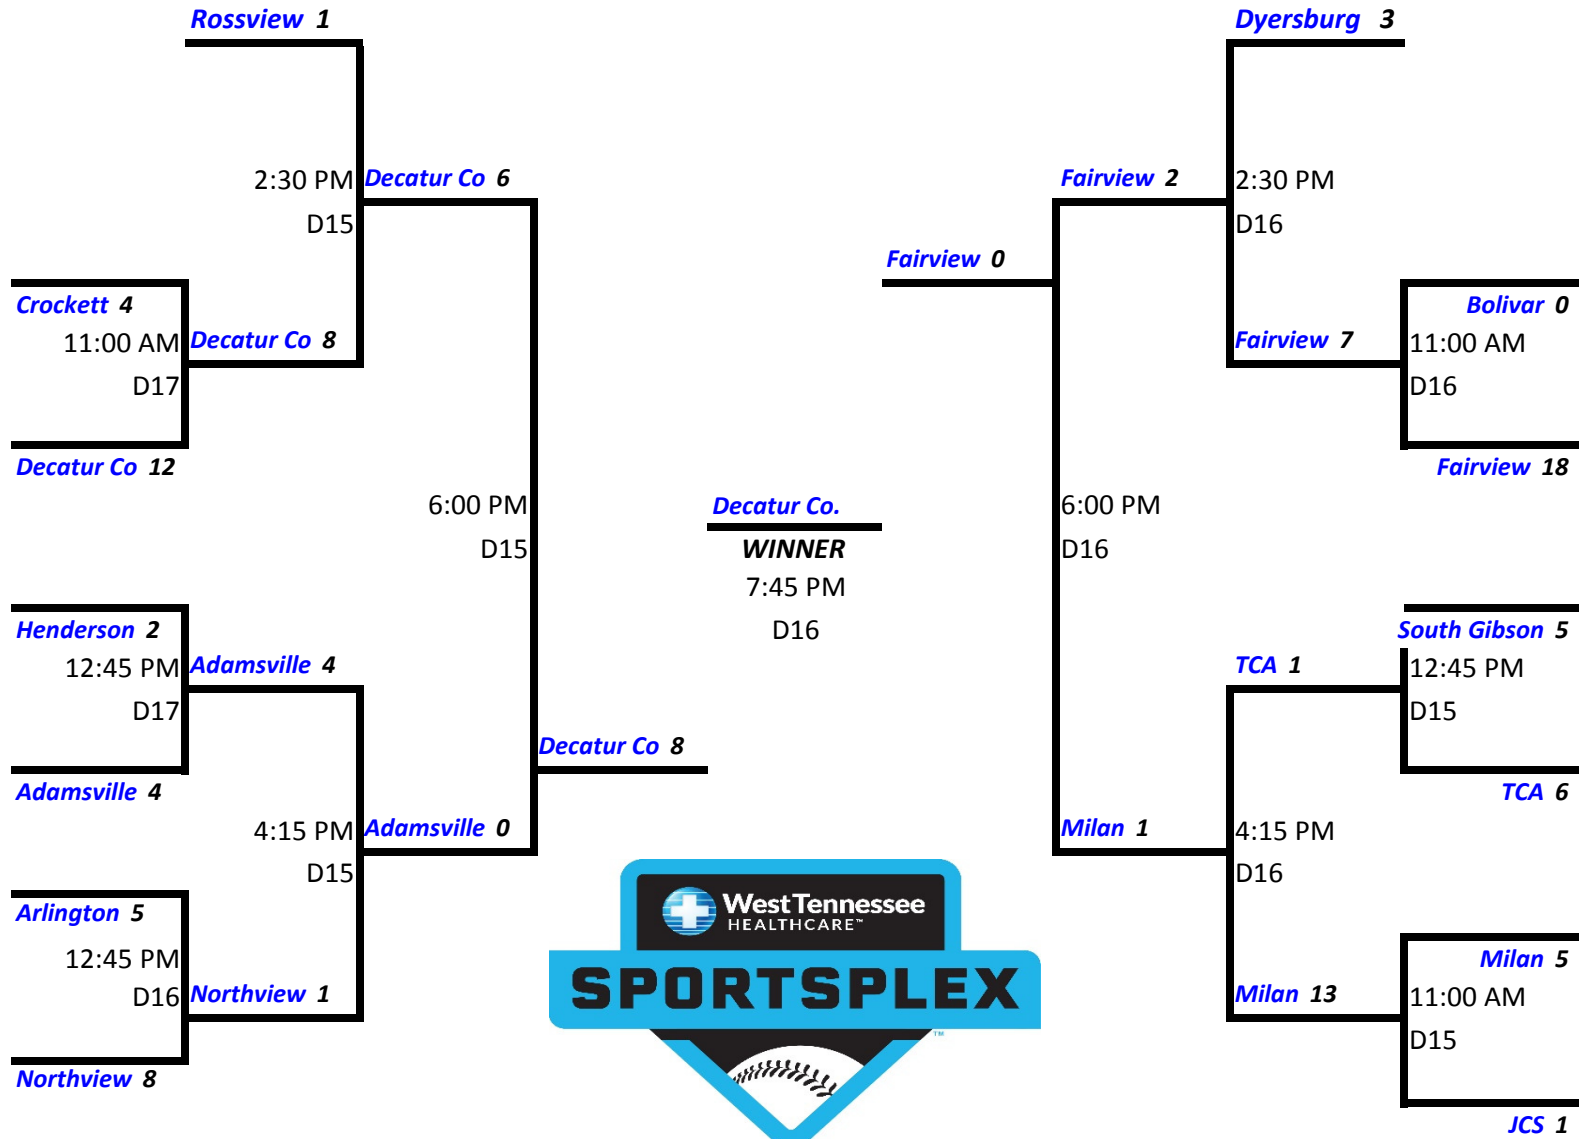 Rossview 1
Dyersburg 3
2:30 PM
Decatur Co 6
D15
Fairview 2
2:30 PM
D16
Fairview 0
Crockett 4
11:00 AM
Decatur Co 8
D17
Decatur Co 12
Bolivar 0
Fairview 7
11:00 AM
D16
Fairview 18
6:00 PM
D15
Decatur Co.
WINNER
7:45 PM
D16
6:00 PM
D16
Henderson 2
12:45 PM
Adamsville 4
D17
Adamsville 4
South Gibson 5
TCA 1
12:45 PM
D15
TCA 6
Decatur Co 8
4:15 PM
Adamsville 0
D15
Milan 1
4:15 PM
D16
Arlington 5
12:45 PM
D16
Northview 1
Northview 8
Milan 5
Milan 13
11:00 AM
D15
JCS 1
West Tennessee
HEALTHCARE™
SPORTSPLEX
™